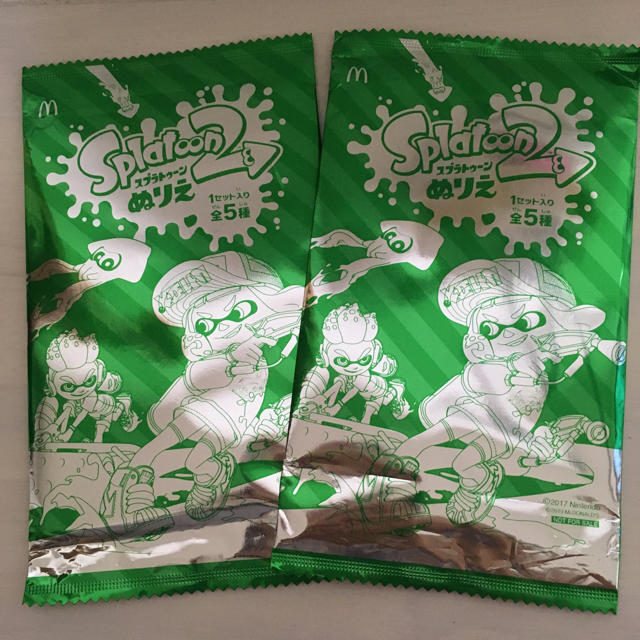 Splatoon2
スプラトゥーン
ぬりえ
1セット入り
全5種
Splatoon2
スプラトゥーン
ぬりえ
1セット入り
全5種
©2017 Nintendo
NOT FOR SALE